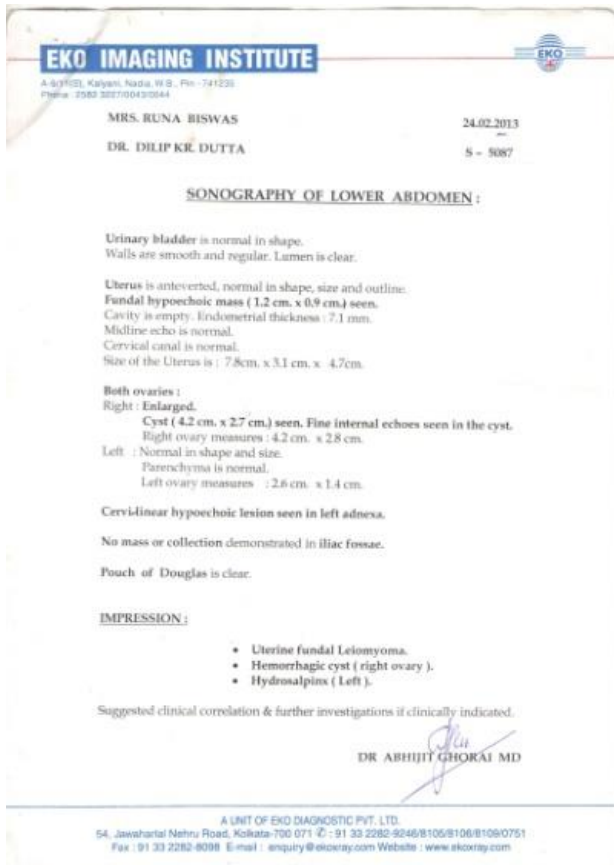 EKO IMAGING INSTITUTE
EKO
Kalyani, Nadia, W.B., Pin - 741235
Phone : 2582 3227/0043/0044
MRS. RUNA BISWAS
24.02.2013
DR. DILIP KR. DUTTA
S - 5087
SONOGRAPHY OF LOWER ABDOMEN :
Urinary bladder is normal in shape.
Walls are smooth and regular. Lumen is clear.
Uterus is anteverted, normal in shape, size and outline.
Fundal hypoechoic mass ( 1.2 cm. x 0.9 cm.) seen.
Cavity is empty. Endometrial thickness : 7.1 mm.
Midline echo is normal.
Cervical canal is normal.
Size of the Uterus is : 7.8cm. x 3.1 cm. x 4.7cm.
Both ovaries :
Right : Enlarged.
Cyst ( 4.2 cm. x 2.7 cm.) seen. Fine internal echoes seen in the cyst.
Right ovary measures : 4.2 cm. x 2.8 cm.
Left : Normal in shape and size.
Parenchyma is normal.
Left ovary measures : 2.6 cm. x 1.4 cm.
Cervi-linear hypoechoic lesion seen in left adnexa.
No mass or collection demonstrated in iliac fossae.
Pouch of Douglas is clear.
IMPRESSION :
• Uterine fundal Leiomyoma.
• Hemorrhagic cyst ( right ovary ).
• Hydrosalpinx ( Left ).
Suggested clinical correlation & further investigations if clinically indicated.
DR ABHIJIT GHORAI MD
A UNIT OF EKO DIAGNOSTIC PVT. LTD.
54, Jawaharlal Nehru Road, Kolkata-700 071 ✆ : 91 33 2282-9246/8105/8106/8109/0751
Fax : 91 33 2282-8098 E-mail : enquiry@ekoxray.com Website : www.ekoxray.com